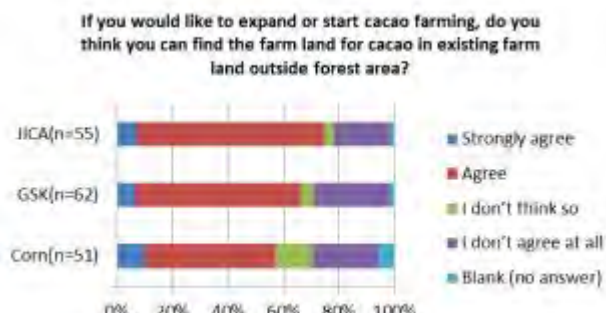 If you would like to expand or start cacao farming, do you
think you can find the farm land for cacao in existing farm
land outside forest area?
JICA(n=55)
GSK(n=62)
Corn(n=51)
0% 20% 40% 60% 80% 100%
Strongly agree
Agree
I don't think so
I don't agree at all
Blank (no answer)